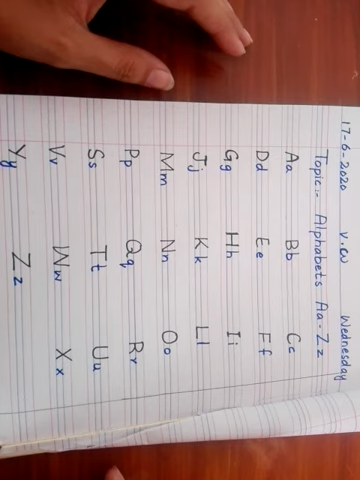 17-6-2020 V.CW Wednesday
Topic:- Alphabets Aa-Zz
Aa Bb Cc
Dd Ee Ff
Gg Hh Ii
Jj Kk Ll
Mm Nn Oo
Pp Qq Rr
Ss Tt Uu
Vv Ww Xx
Yy Zz